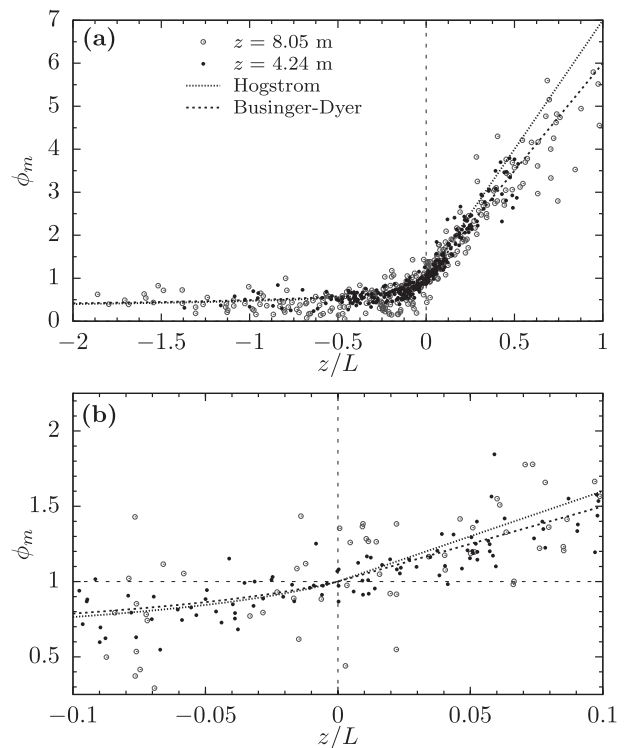 (a)
z = 8.05 m
z = 4.24 m
Hogstrom
Businger-Dyer
ϕm
7
6
5
4
3
2
1
0
−2 −1.5 −1 −0.5 0 0.5 1
z/L
(b)
ϕm
2
1.5
1
0.5
−0.1 −0.05 0 0.05 0.1
z/L